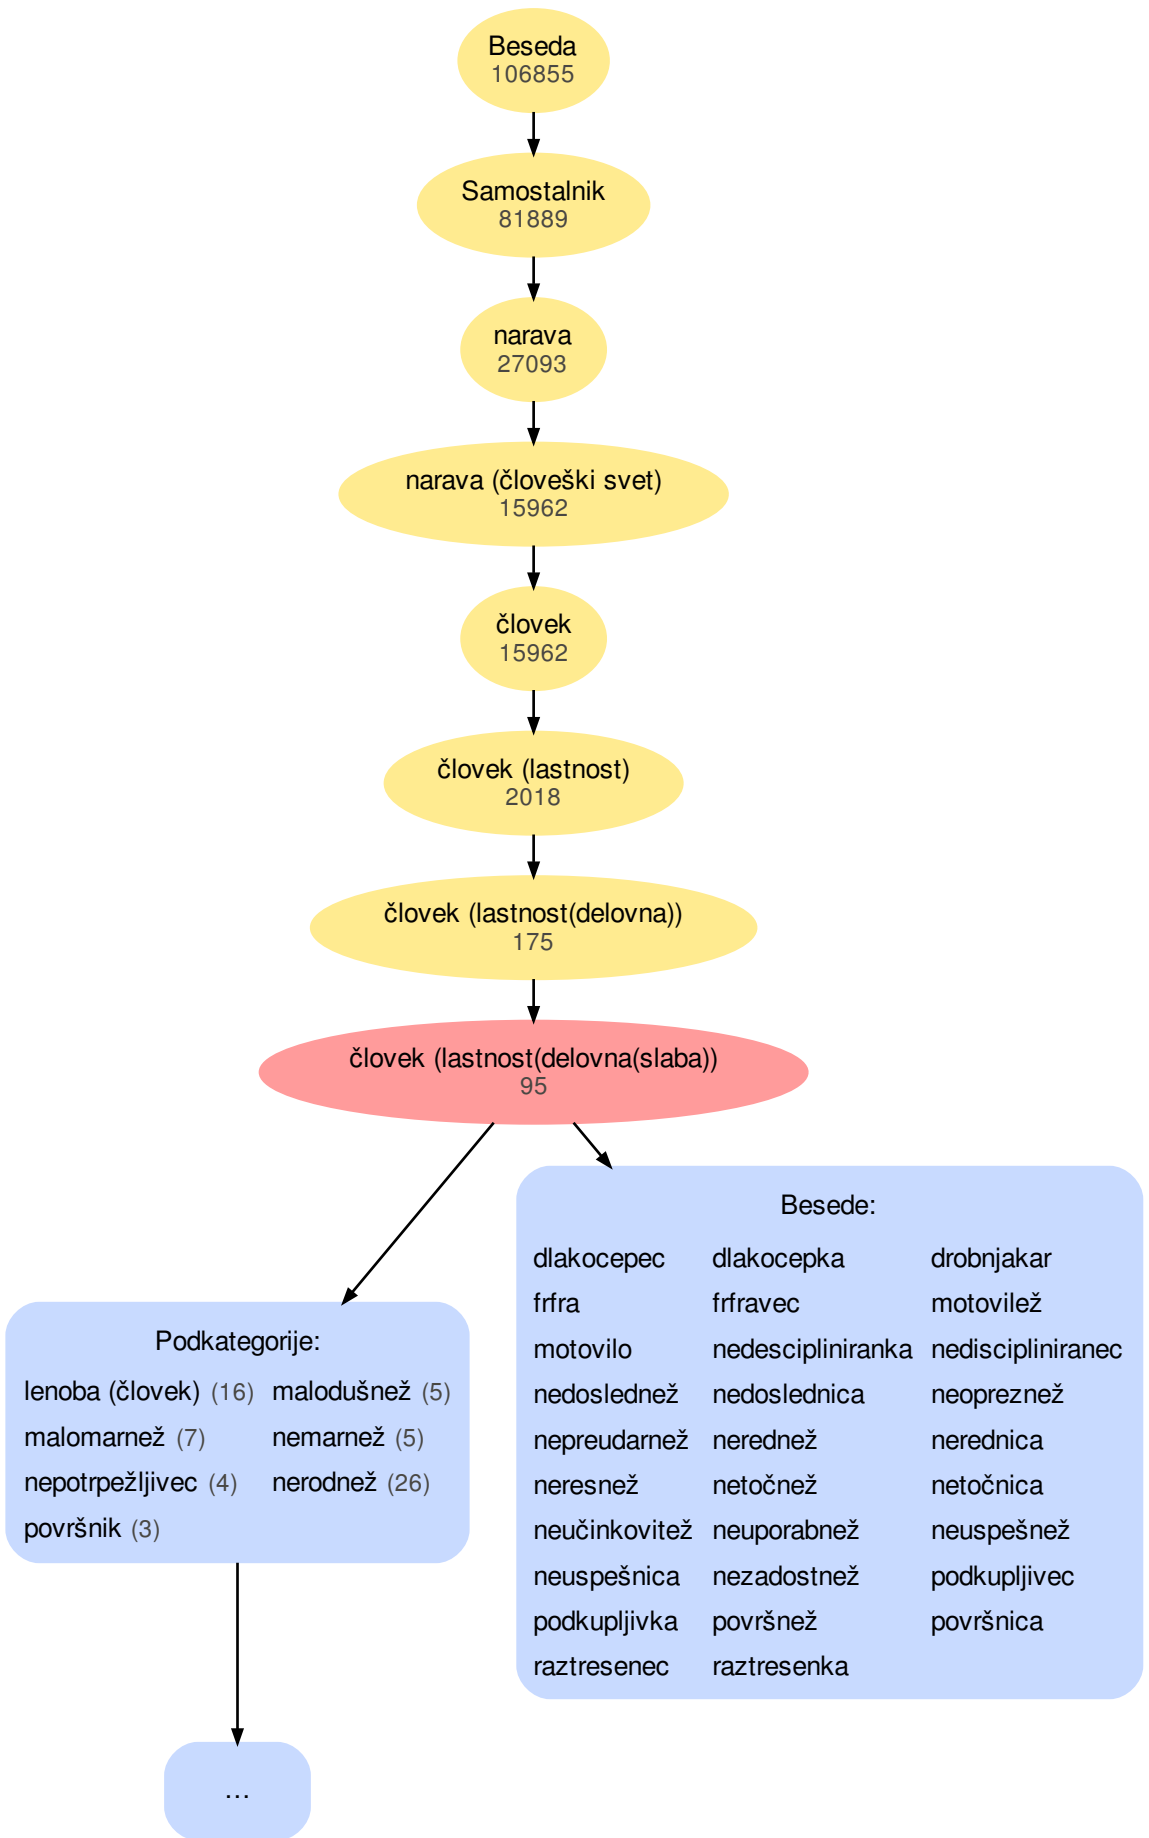 Beseda
106855
Samostalnik
81889
narava
27093
narava (človeški svet)
15962
človek
15962
človek (lastnost)
2018
človek (lastnost(delovna))
175
človek (lastnost(delovna(slaba))
95
Podkategorije:
lenoba (človek) (16) malodušnež (5)
malomarnež (7) nemarnež (5)
nepotrpežljivec (4) nerodnež (26)
površnik (3)
...
Besede:
dlakocepec dlakocepka drobnjakar
frfra frfravec motovilež
motovilo nedescipliniranka nediscipliniranec
nedoslednež nedoslednica neopreznež
nepreudarnež nerednež nerednica
neresnež netočnež netočnica
neučinkovitež neuporabnež neuspešnež
neuspešnica nezadostnež podkupljivec
podkupljivka površnež površnica
raztresenec raztresenka